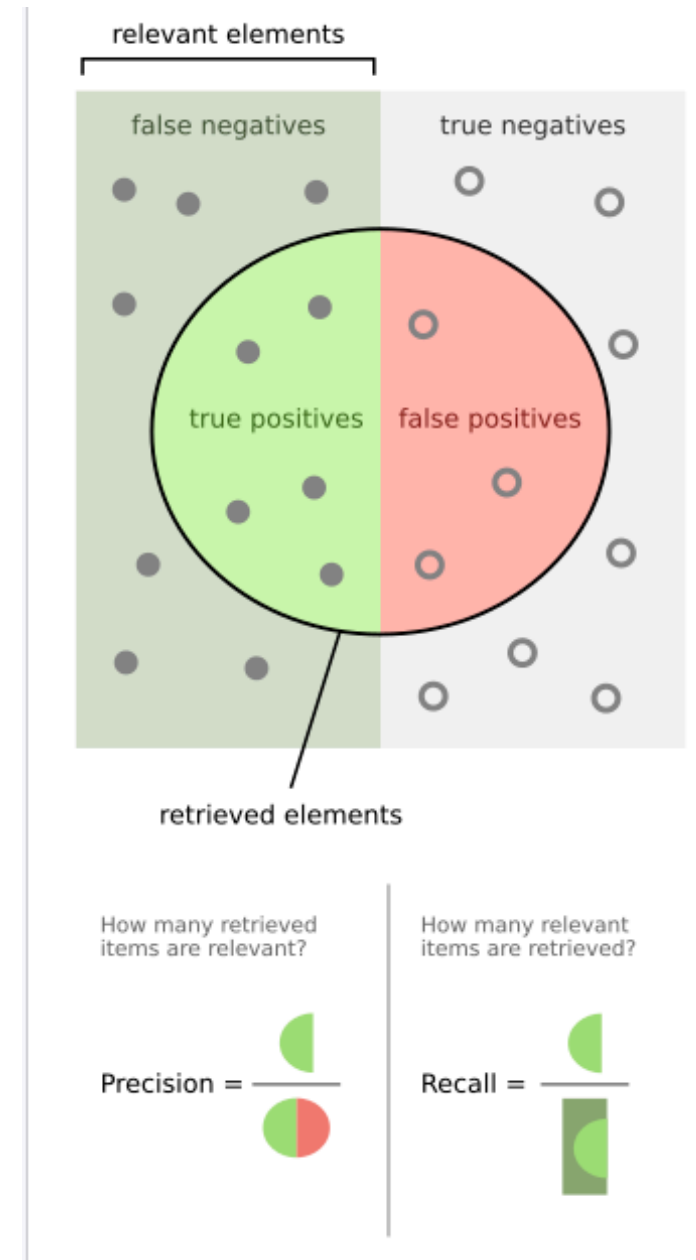 relevant elements
false negatives
true negatives
true positives
false positives
retrieved elements
How many retrieved
items are relevant?
Precision =
How many relevant
items are retrieved?
Recall =